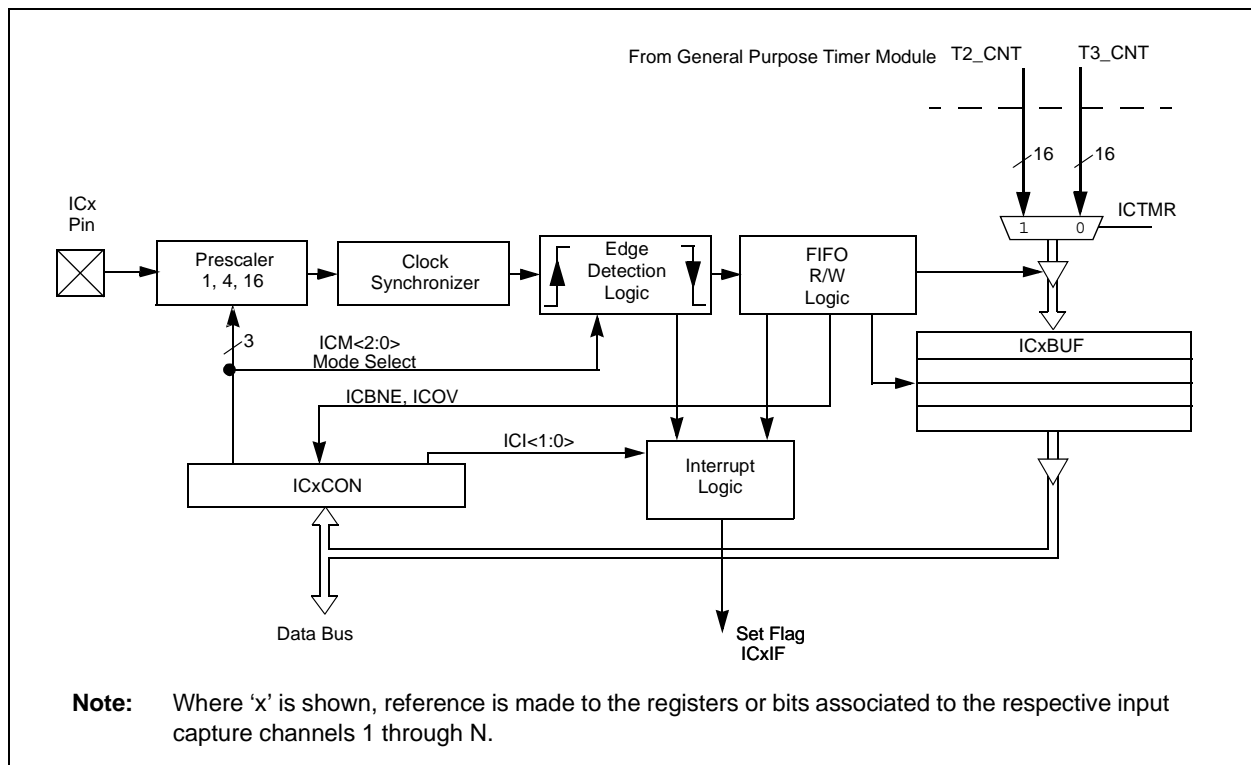 From General Purpose Timer Module
T2_CNT
T3_CNT
16
16
ICx
Pin
1
0
ICTMR
Prescaler
1, 4, 16
Clock
Synchronizer
Edge
Detection
Logic
FIFO
R/W
Logic
3
ICM<2:0>
Mode Select
ICxBUF
ICBNE, ICOV
ICI<1:0>
Interrupt
Logic
ICxCON
Data Bus
Set Flag
ICxIF
Note: Where ‘x’ is shown, reference is made to the registers or bits associated to the respective input
capture channels 1 through N.